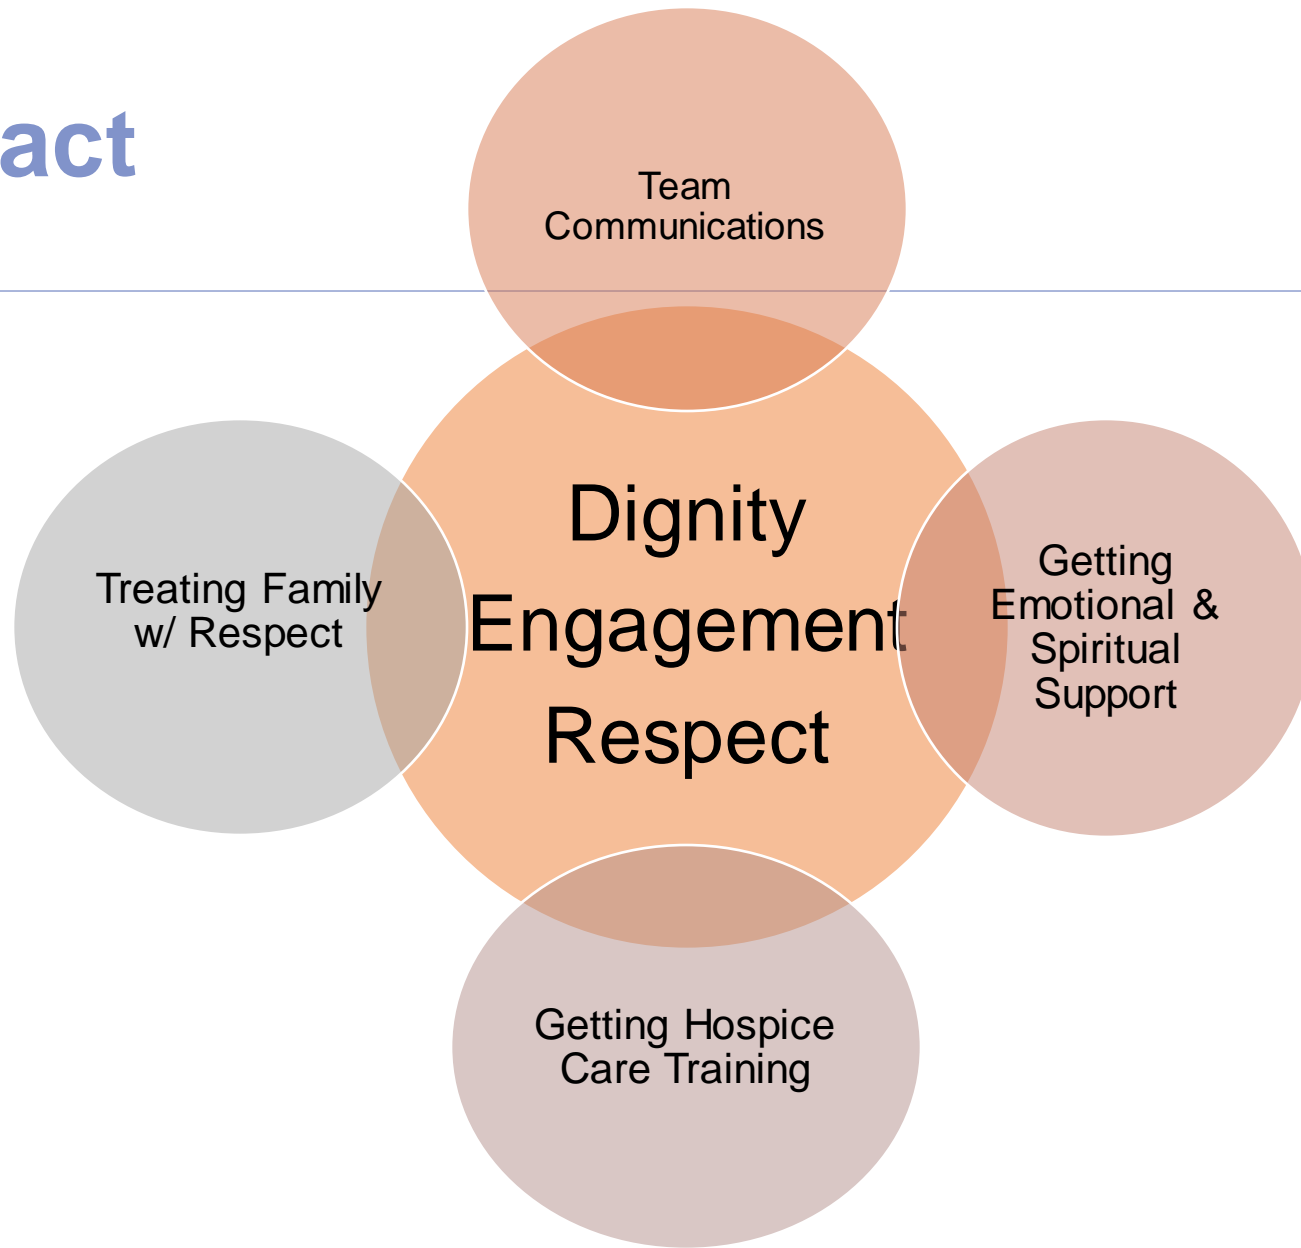 act
Team
Communications
Dignity
Engagement
Respect
Treating Family
w/ Respect
Getting
Emotional &
Spiritual
Support
Getting Hospice
Care Training